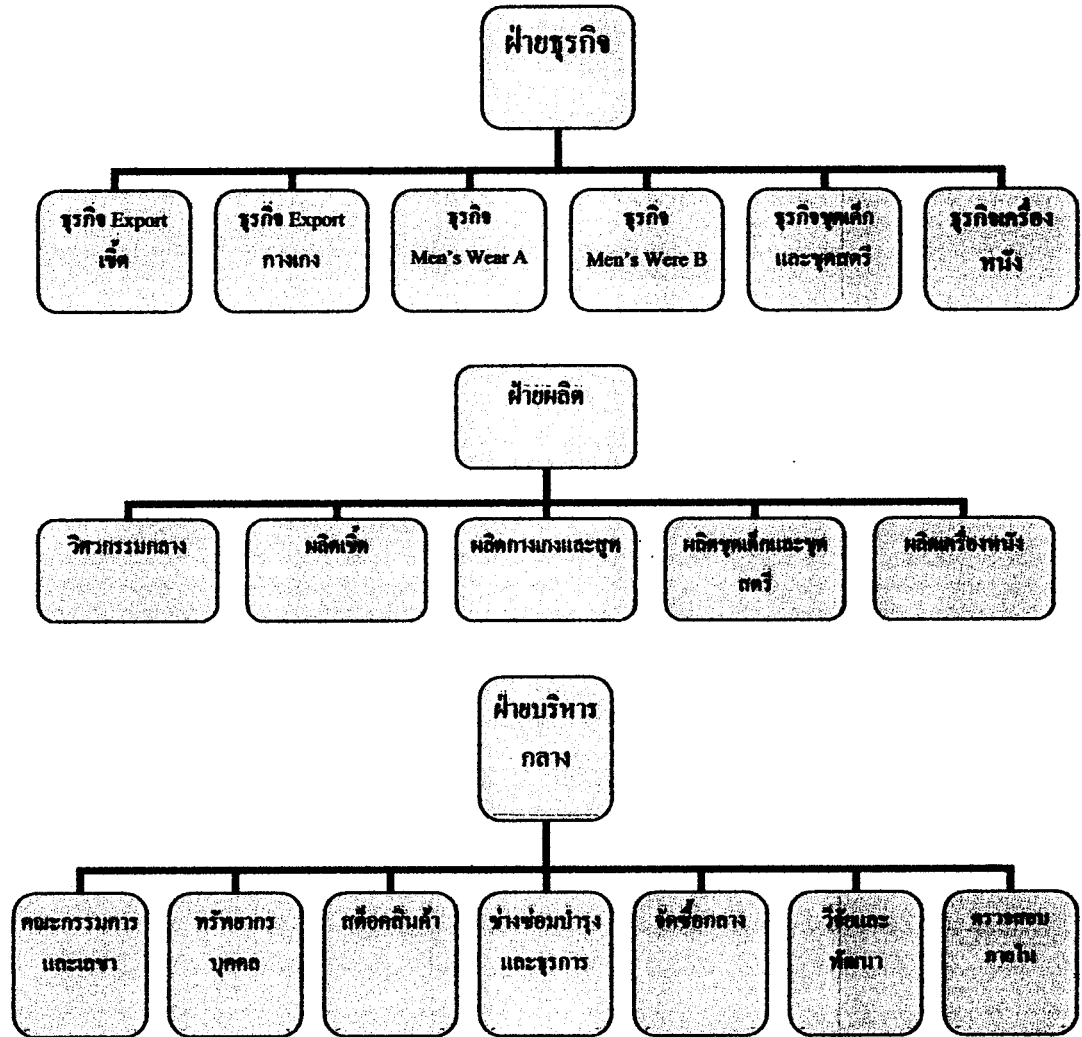 ฝ่ายธุรกิจ
ธุรกิจ Export
เชิ้ต
ธุรกิจ Export
กางเกง
ธุรกิจ
Men's Wear A
ธุรกิจ
Men's Were B
ธุรกิจชุดเด็ก
และชุดสตรี
ธุรกิจเครื่อง
หนัง
ฝ่ายผลิต
วิศวกรรมกลาง
ผลิตเชิ้ต
ผลิตกางเกงและสูท
ผลิตชุดเด็กและชุด
สตรี
ผลิตเครื่องหนัง
ฝ่ายบริหาร
กลาง
คณะกรรมการ
และเลขา
ทรัพยากร
บุคคล
สต๊อคสินค้า
ช่างซ่อมบำรุง
และธุรการ
จัดซื้อกลาง
วิจัยและ
พัฒนา
ตรวจสอบ
ภายใน